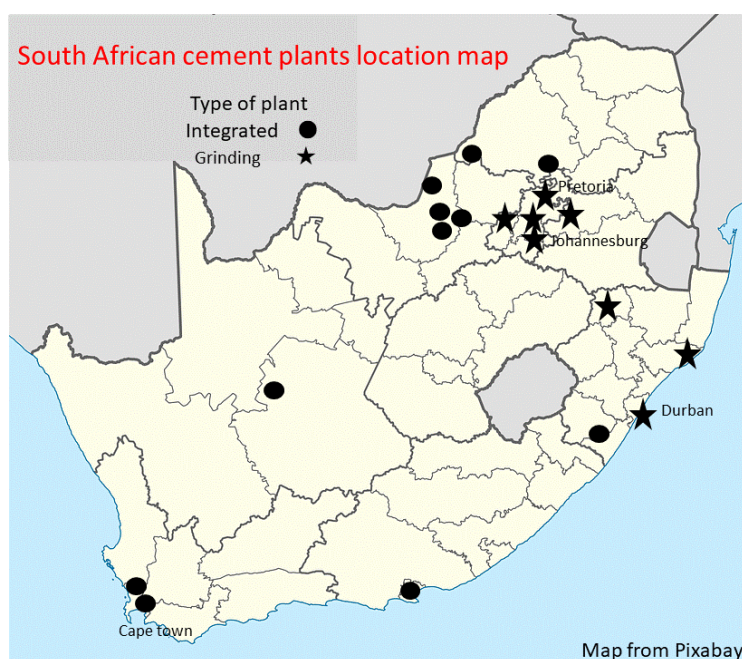 South African cement plants location map
Type of plant
Integrated
Grinding
Pretoria
Johannesburg
Durban
Cape town
Map from Pixabay